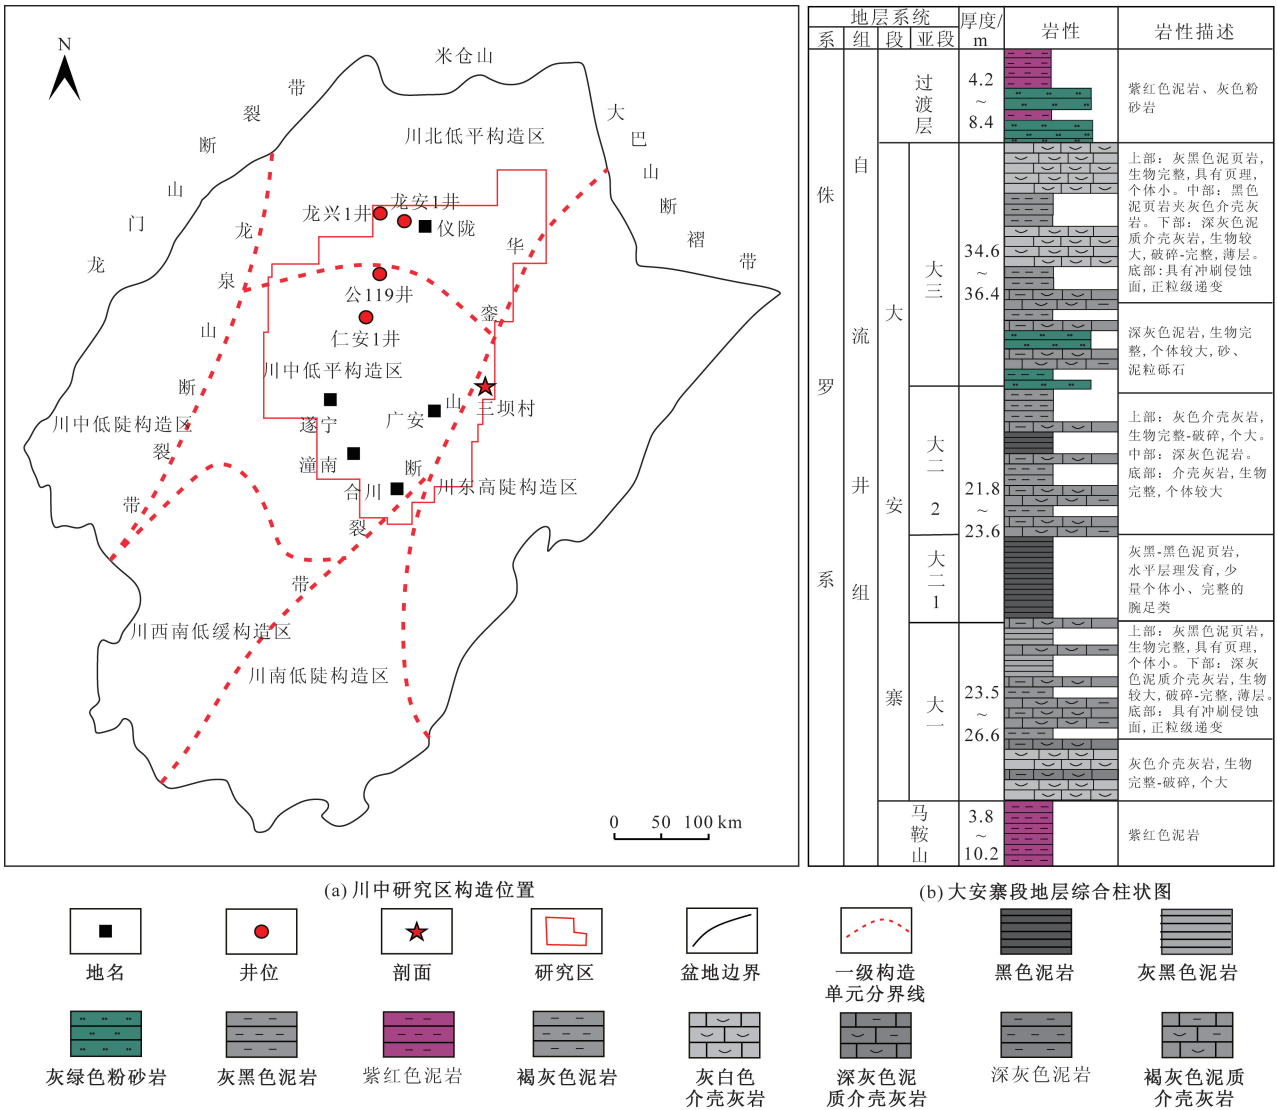 N
米仓山
龙门山断裂带
大巴山断褶带
川北低平构造区
龙兴1井
龙安1井
仪陇
龙泉山断裂带
华蓥山断裂带
公119井
仁安1井
川中低平构造区
三坝村
遂宁
广安
川中低陡构造区
潼南
合川
川东高陡构造区
川西南低缓构造区
川南低陡构造区
0 50 100 km
(a) 川中研究区构造位置
地层系统
厚度/
m
岩性
岩性描述
系 组 段 亚段
侏罗系
自流井组
过渡层
4.2
~
8.4
紫红色泥岩、灰色粉
砂岩
大安寨段
大三
34.6
~
36.4
上部：灰黑色泥页岩,
生物完整,具有页理,
个体小。中部：黑色
泥页岩夹灰色介壳灰
岩。下部：深灰色泥
质介壳灰岩,生物较
大,破碎-完整,薄层。
底部:具有冲刷侵蚀
面,正粒级递变
深灰色泥岩,生物完
整,个体较大,砂、
泥粒砾石
大二2
21.8
~
23.6
上部：灰色介壳灰岩,
生物完整-破碎,个大。
中部：深灰色泥岩。
底部：介壳灰岩,生物
完整,个体较大
大二1
灰黑-黑色泥页岩,
水平层理发育,少
量个体小、完整的
腕足类
大一
23.5
~
26.6
上部：灰黑色泥页岩,
生物完整,具有页理,
个体小。下部：深灰
色泥质介壳灰岩,生物
较大,破碎-完整,薄层。
底部：具有冲刷侵蚀
面,正粒级递变
灰色介壳灰岩,生物
完整-破碎,个大
马鞍山
3.8
~
10.2
紫红色泥岩
(b) 大安寨段地层综合柱状图
地名
井位
剖面
研究区
盆地边界
一级构造
单元分界线
黑色泥岩
灰黑色泥岩
灰绿色粉砂岩
灰黑色泥岩
紫红色泥岩
褐灰色泥岩
灰白色
介壳灰岩
深灰色泥
质介壳灰岩
深灰色泥岩
褐灰色泥质
介壳灰岩